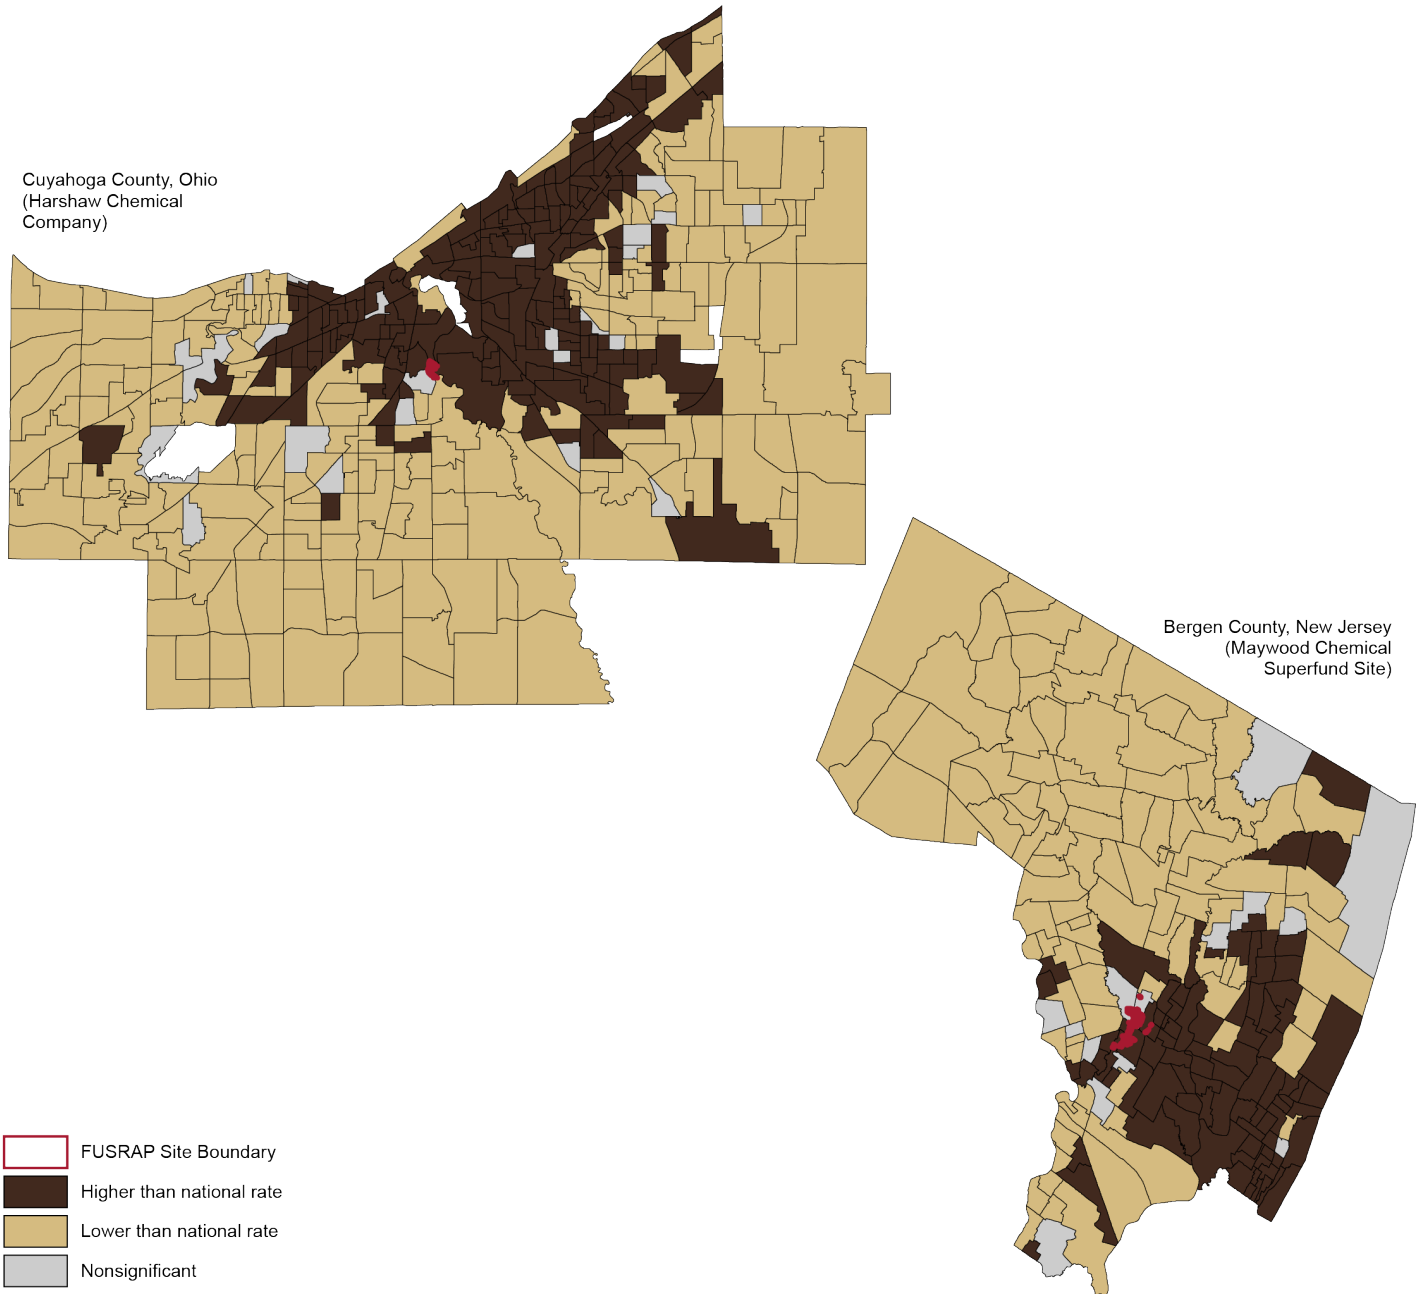 Cuyahoga County, Ohio
(Harshaw Chemical
Company)
Bergen County, New Jersey
(Maywood Chemical
Superfund Site)
FUSRAP Site Boundary
Higher than national rate
Lower than national rate
Nonsignificant